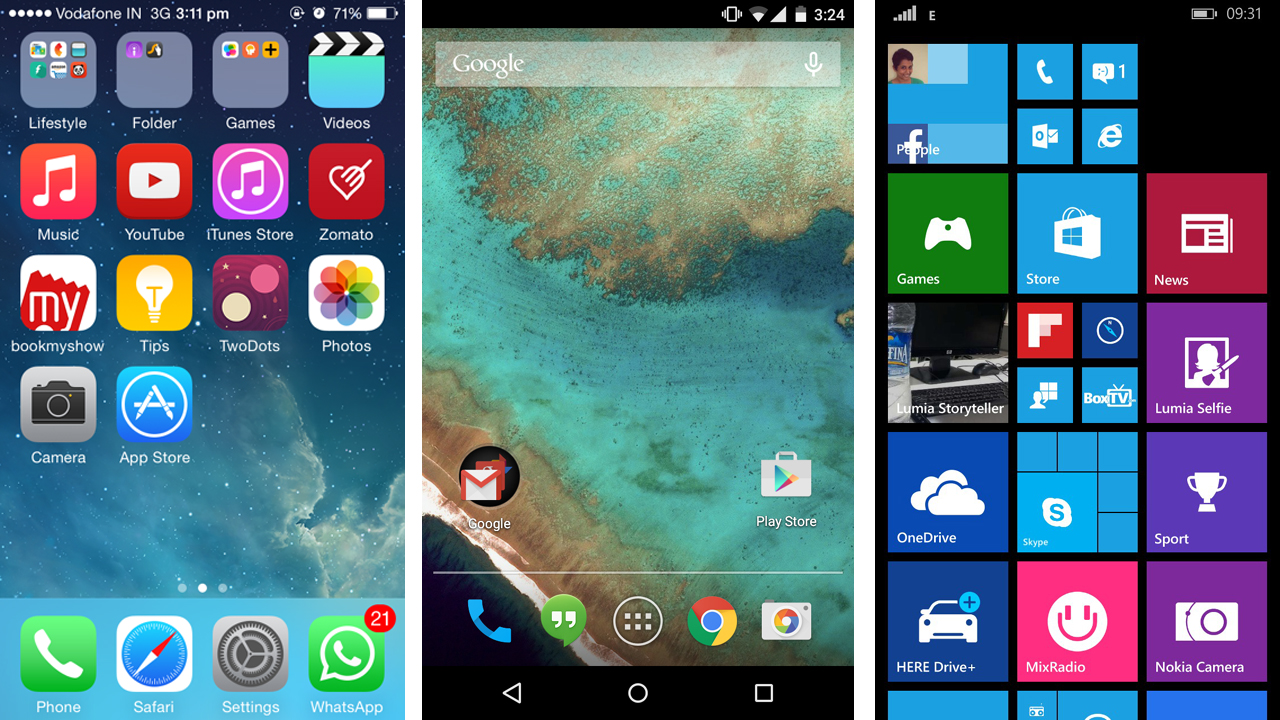 Vodafone IN 3G 3:11 pm 71%
Lifestyle Folder Games Videos
Music YouTube iTunes Store Zomato
my
bookmyshow Tips TwoDots Photos
Camera App Store
21
Phone Safari Settings WhatsApp
3:24
Google
Google Play Store
E 09:31
1
People
Games Store News
BoxTV
Lumia Storyteller Lumia Selfie
OneDrive Skype Sport
HERE Drive+ MixRadio Nokia Camera